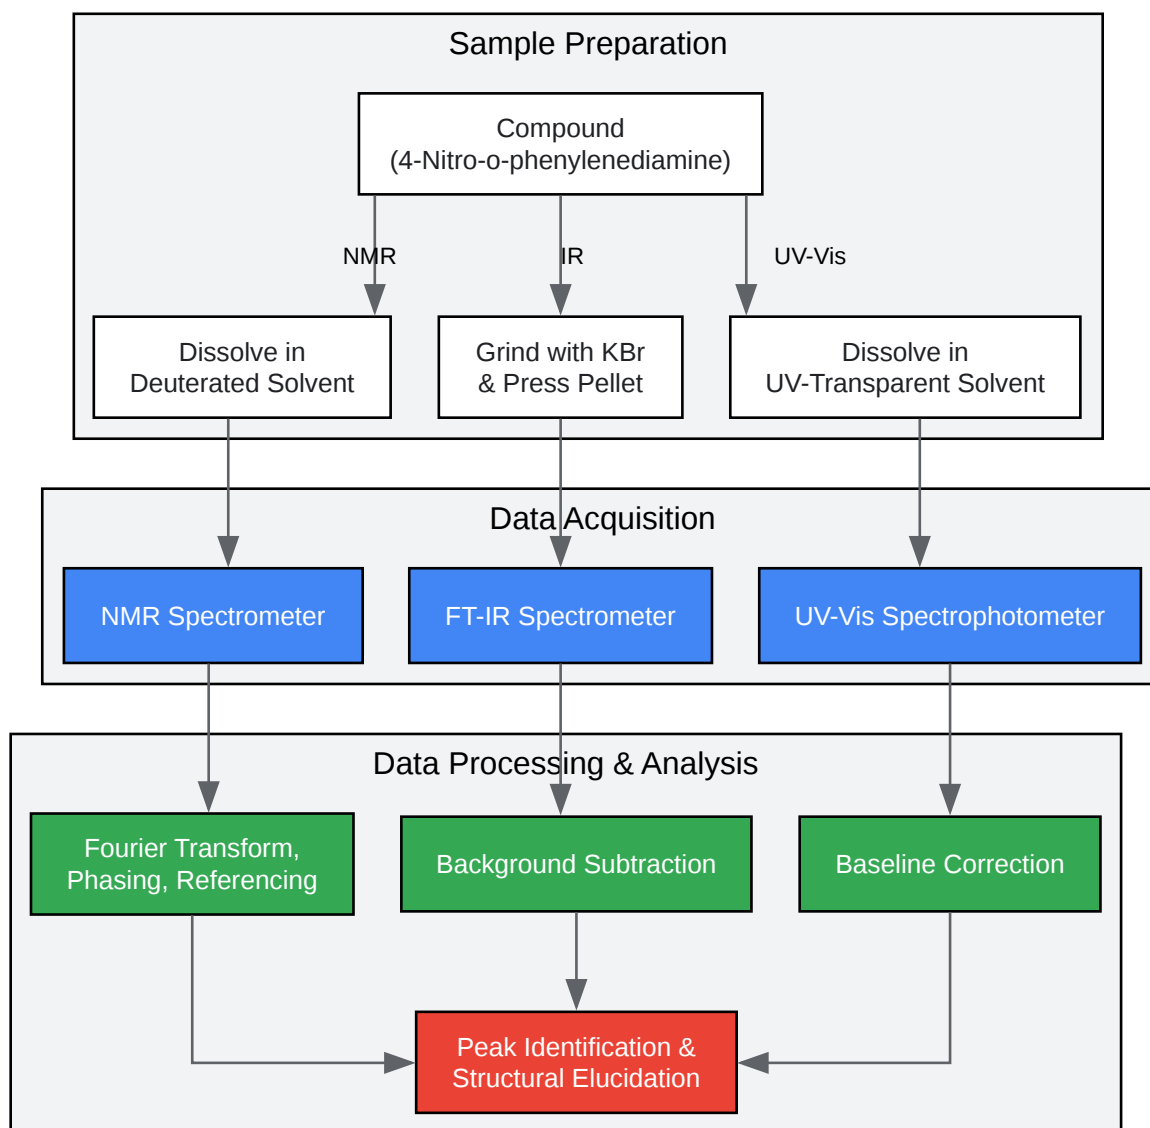 Sample Preparation
Compound
(4-Nitro-o-phenylenediamine)
NMR
IR
UV-Vis
Dissolve in
Deuterated Solvent
Grind with KBr
& Press Pellet
Dissolve in
UV-Transparent Solvent
Data Acquisition
NMR Spectrometer
FT-IR Spectrometer
UV-Vis Spectrophotometer
Data Processing & Analysis
Fourier Transform,
Phasing, Referencing
Background Subtraction
Baseline Correction
Peak Identification &
Structural Elucidation